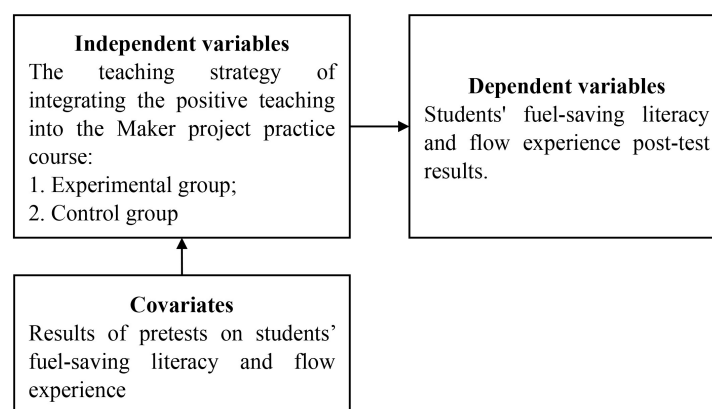 Independent variables
The teaching strategy of
integrating the positive teaching
into the Maker project practice
course:
1. Experimental group;
2. Control group
Dependent variables
Students' fuel-saving literacy
and flow experience post-test
results.
Covariates
Results of pretests on students’
fuel-saving literacy and flow
experience